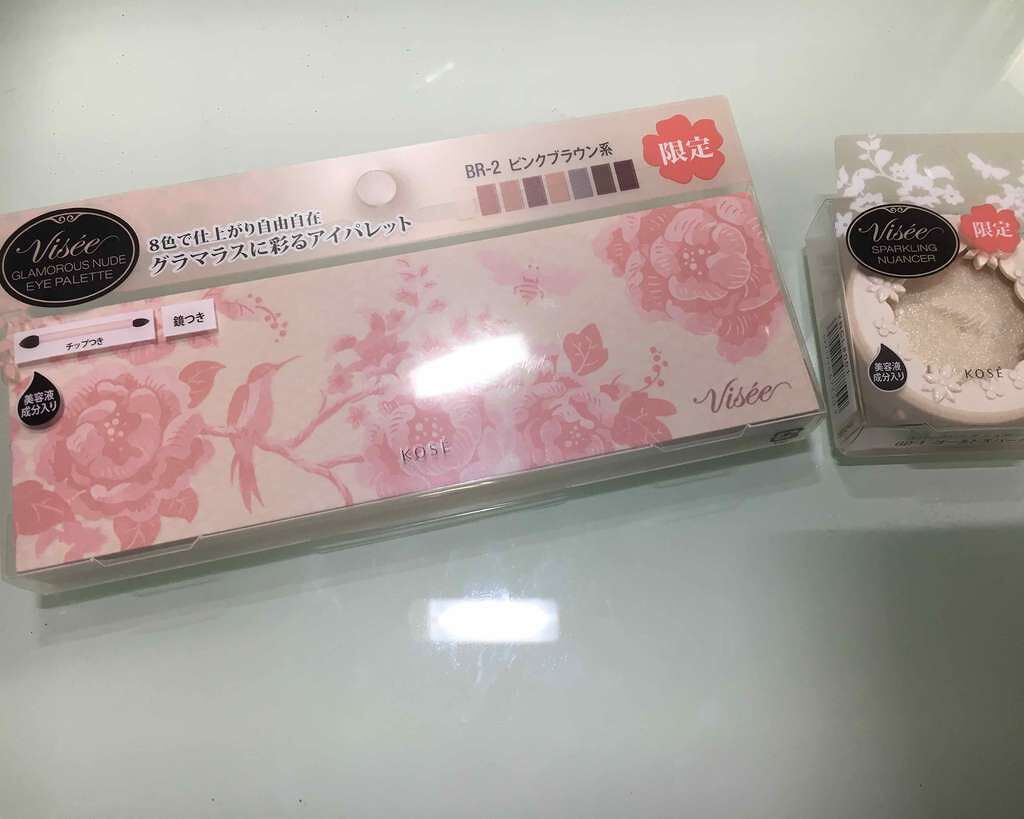 Visée
GLAMOROUS NUDE
EYE PALETTE
8色で仕上がり自由自在
グラマラスに彩るアイパレット
BR-2 ピンクブラウン系
限定
チップつき
鏡つき
美容液
成分入り
KOSÉ
Visée
Visée
SPARKLING
NUANCER
限定
美容液
成分入り
KOSÉ